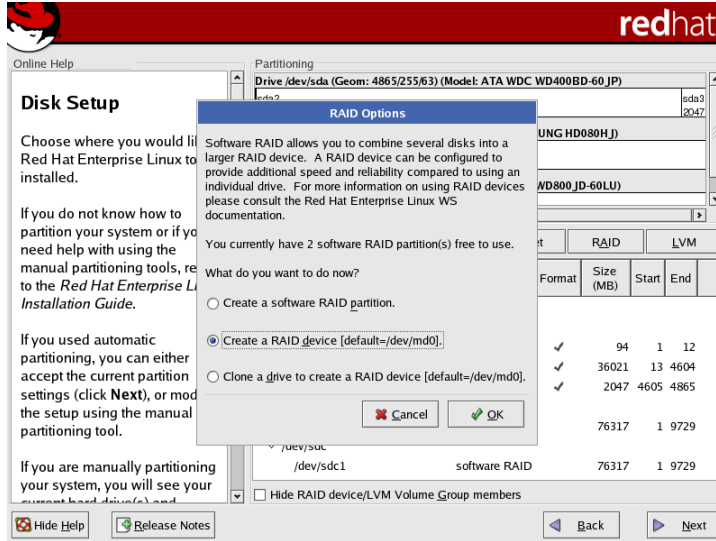 redhat
Online Help
Disk Setup
Choose where you would li
Red Hat Enterprise Linux to
installed.
If you do not know how to
partition your system or if yo
need help with using the
manual partitioning tools, re
to the Red Hat Enterprise Li
Installation Guide.
If you used automatic
partitioning, you can either
accept the current partition
settings (click Next), or mod
the setup using the manual
partitioning tool.
If you are manually partitioning
your system, you will see your
current hard drive(s) and
Partitioning
Drive /dev/sda (Geom: 4865/255/63) (Model: ATA WDC WD400BD-60 JP)
sda2
sda3
2047
UNG HD080HJ)
WD800 JD-60LU)
RAID
LVM
Format Size (MB) Start End
94 1 12
36021 13 4604
2047 4605 4865
76317 1 9729
/dev/sdc
/dev/sdc1 software RAID 76317 1 9729
Hide RAID device/LVM Volume Group members
RAID Options
Software RAID allows you to combine several disks into a
larger RAID device. A RAID device can be configured to
provide additional speed and reliability compared to using an
individual drive. For more information on using RAID devices
please consult the Red Hat Enterprise Linux WS
documentation.
You currently have 2 software RAID partition(s) free to use.
What do you want to do now?
Create a software RAID partition.
Create a RAID device [default=/dev/md0].
Clone a drive to create a RAID device [default=/dev/md0].
Cancel
OK
Hide Help
Release Notes
Back
Next